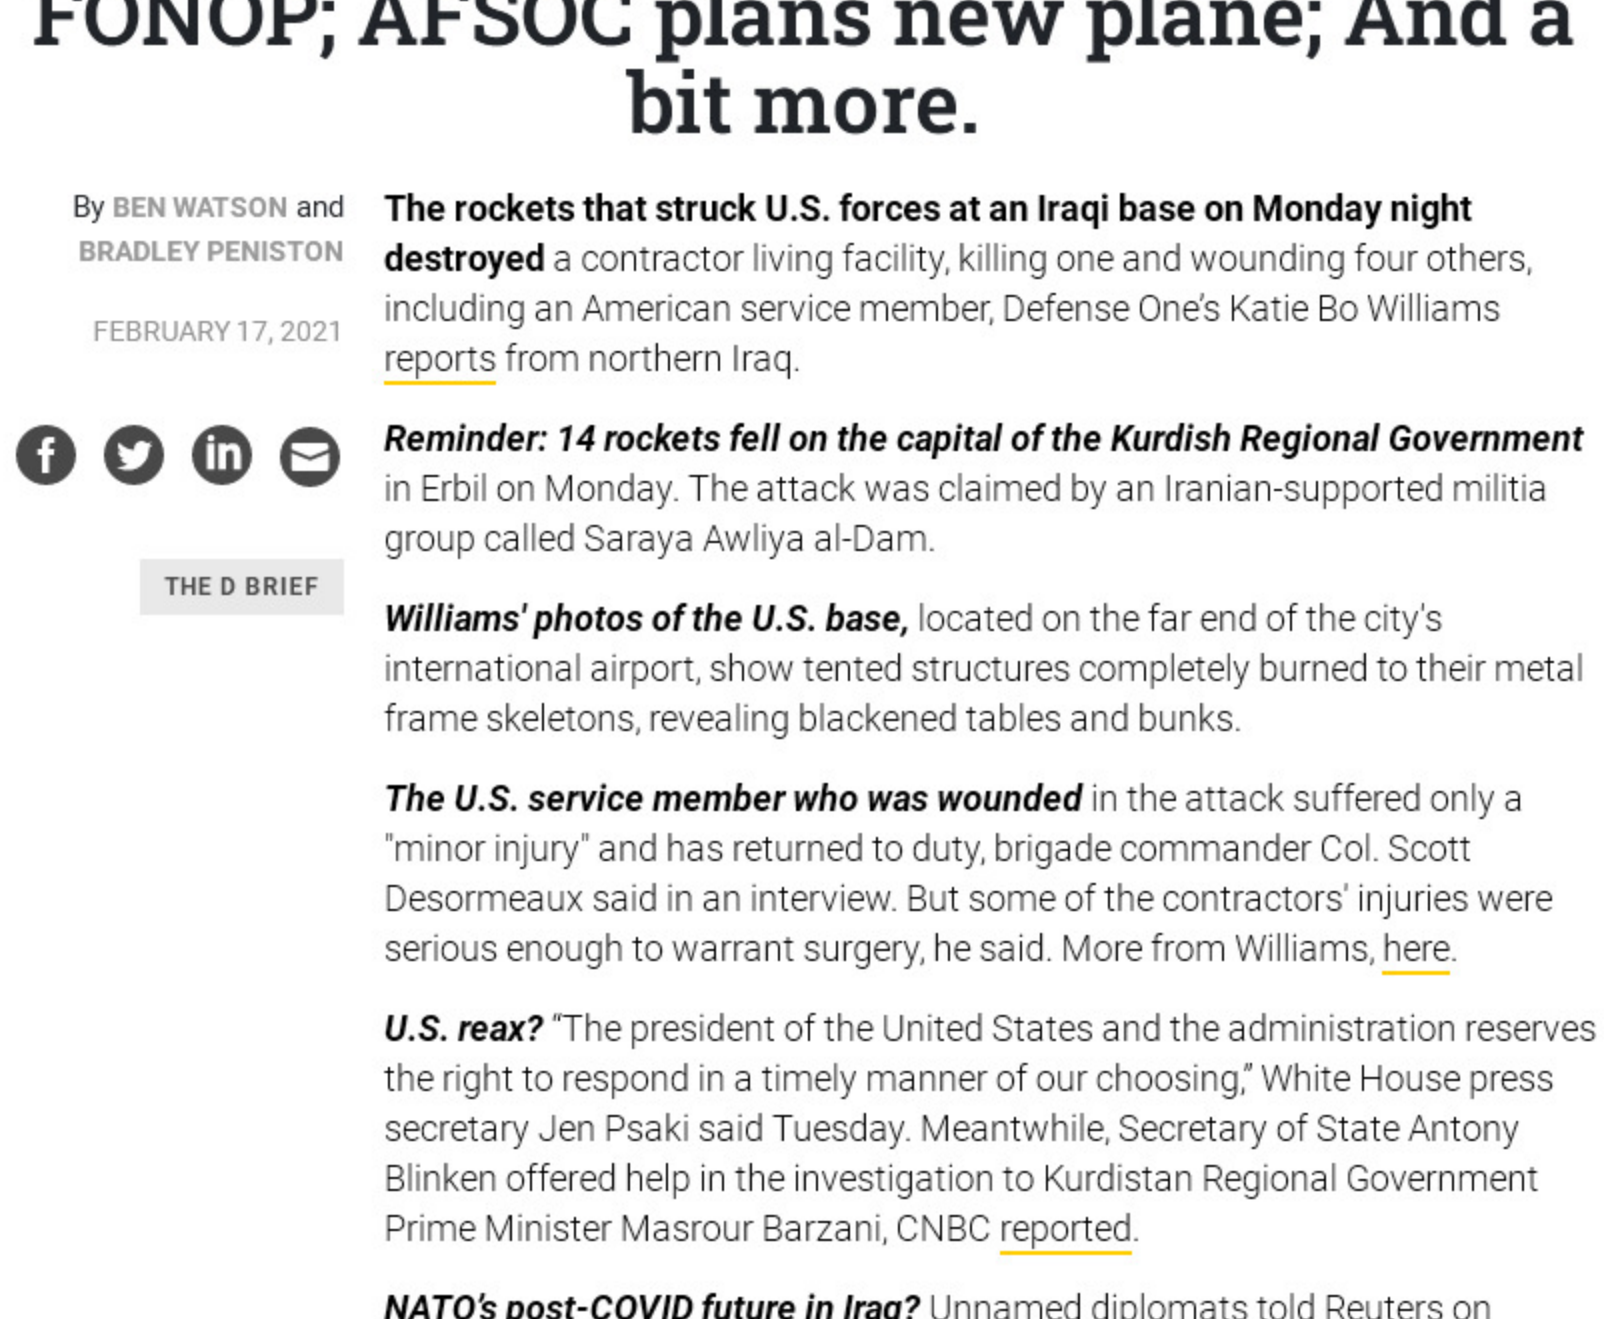 FONOP; AFSOC plans new plane; And a
bit more.
By BEN WATSON and
BRADLEY PENISTON
FEBRUARY 17, 2021
THE D BRIEF
The rockets that struck U.S. forces at an Iraqi base on Monday night
destroyed a contractor living facility, killing one and wounding four others,
including an American service member, Defense One’s Katie Bo Williams
reports from northern Iraq.
Reminder: 14 rockets fell on the capital of the Kurdish Regional Government
in Erbil on Monday. The attack was claimed by an Iranian-supported militia
group called Saraya Awliya al-Dam.
Williams' photos of the U.S. base, located on the far end of the city's
international airport, show tented structures completely burned to their metal
frame skeletons, revealing blackened tables and bunks.
The U.S. service member who was wounded in the attack suffered only a
"minor injury" and has returned to duty, brigade commander Col. Scott
Desormeaux said in an interview. But some of the contractors' injuries were
serious enough to warrant surgery, he said. More from Williams, here.
U.S. reax? “The president of the United States and the administration reserves
the right to respond in a timely manner of our choosing,” White House press
secretary Jen Psaki said Tuesday. Meantwhile, Secretary of State Antony
Blinken offered help in the investigation to Kurdistan Regional Government
Prime Minister Masrour Barzani, CNBC reported.
NATO’s post-COVID future in Iraq? Unnamed diplomats told Reuters on